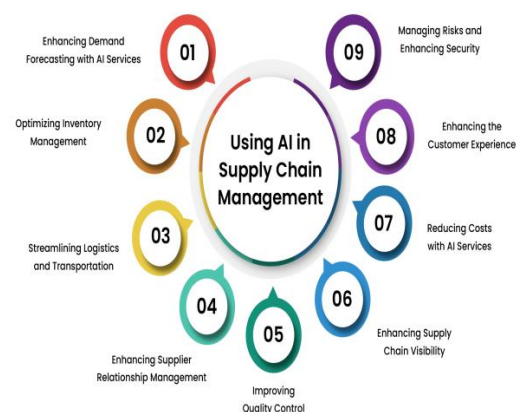 Using AI in
Supply Chain
Management
01
Enhancing Demand
Forecasting with AI Services
02
Optimizing Inventory
Management
03
Streamlining Logistics
and Transportation
04
Enhancing Supplier
Relationship Management
05
Improving
Quality Control
06
Enhancing Supply
Chain Visibility
07
Reducing Costs
with AI Services
08
Enhancing the
Customer Experience
09
Managing Risks and
Enhancing Security